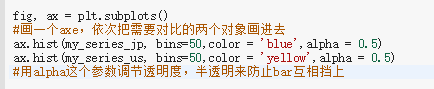 fig, ax = plt.subplots()
#画一个axe，依次把需要对比的两个对象画进去
ax.hist(my_series_jp, bins=50,color = 'blue',alpha = 0.5)
ax.hist(my_series_us, bins=50,color = 'yellow',alpha = 0.5)
#用alpha这个参数调节透明度，半透明来防止bar互相挡上